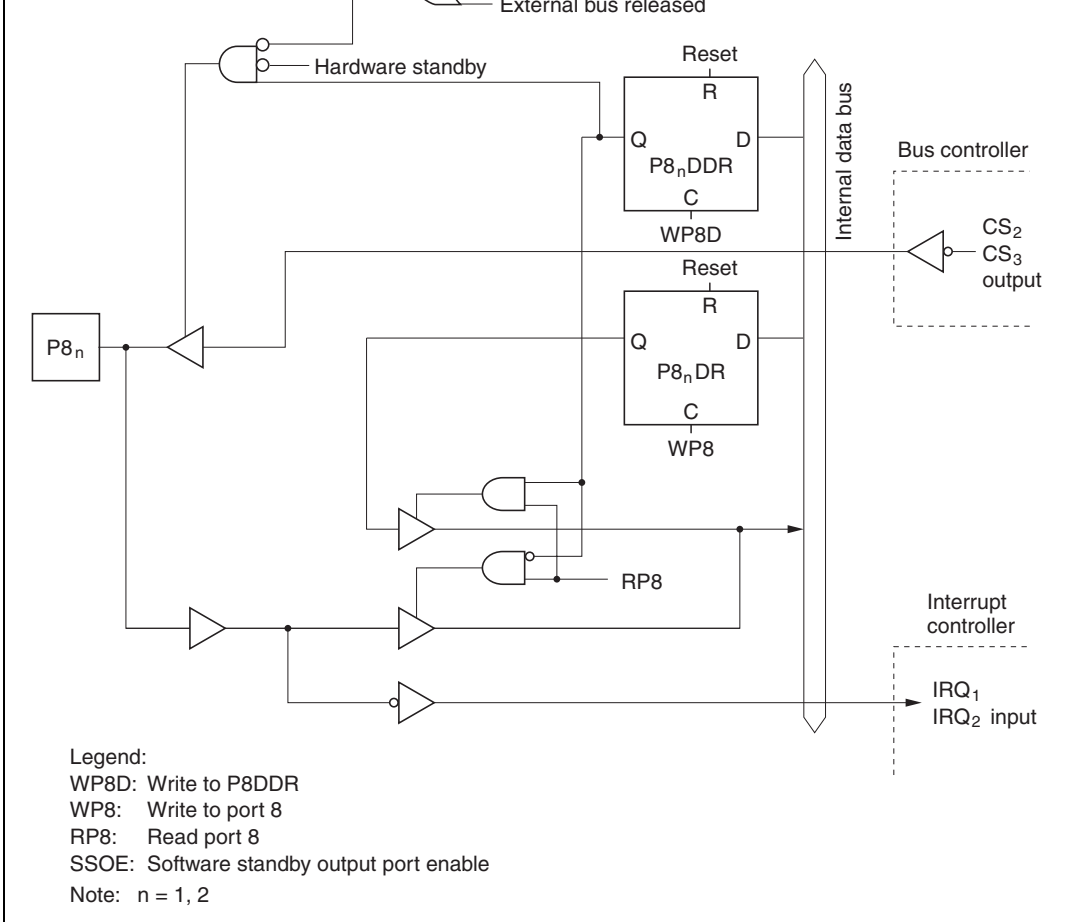 External bus released
Hardware standby
Reset
R
Q
D
P8nDDR
C
WP8D
Internal data bus
Bus controller
CS2
CS3
output
Reset
R
Q
D
P8nDR
C
WP8
P8n
RP8
Interrupt
controller
IRQ1
IRQ2 input
Legend:
WP8D: Write to P8DDR
WP8: Write to port 8
RP8: Read port 8
SSOE: Software standby output port enable
Note: n = 1, 2